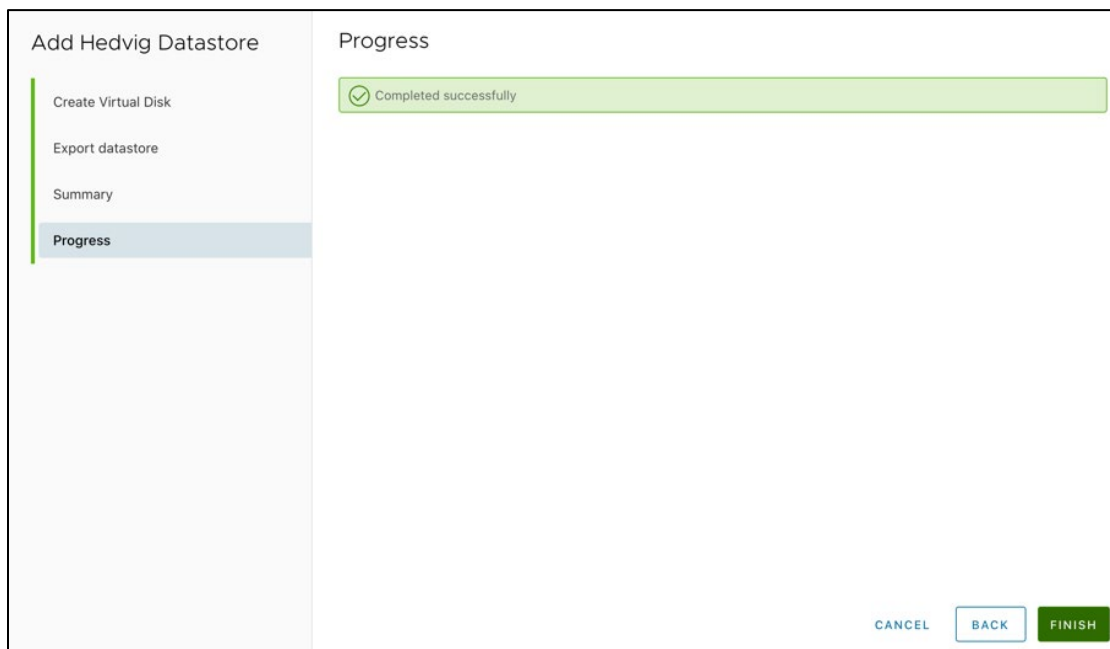 Add Hedvig Datastore
Create Virtual Disk
Export datastore
Summary
Progress
Progress
Completed successfully
CANCEL BACK FINISH